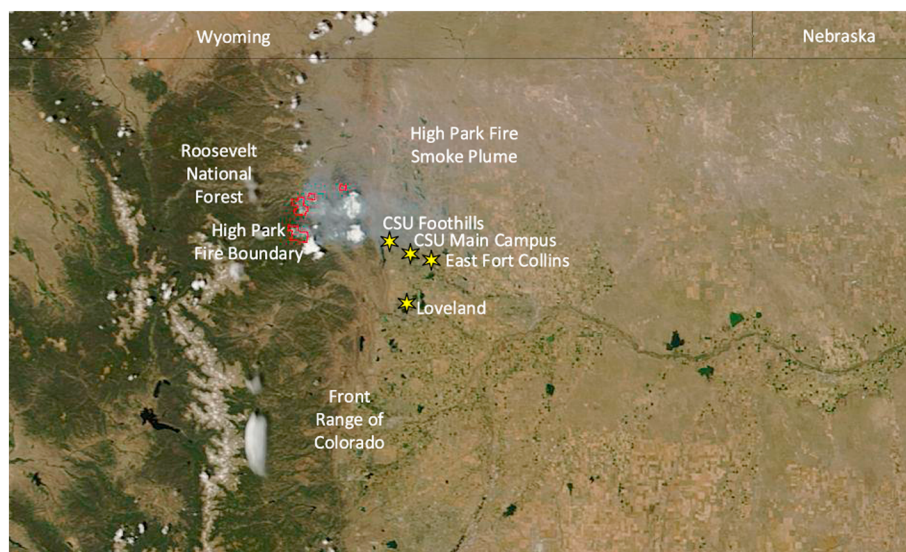 Wyoming
Nebraska
High Park Fire
Smoke Plume
Roosevelt
National
Forest
High Park
Fire Boundary
CSU Foothills
CSU Main Campus
East Fort Collins
Loveland
Front
Range of
Colorado